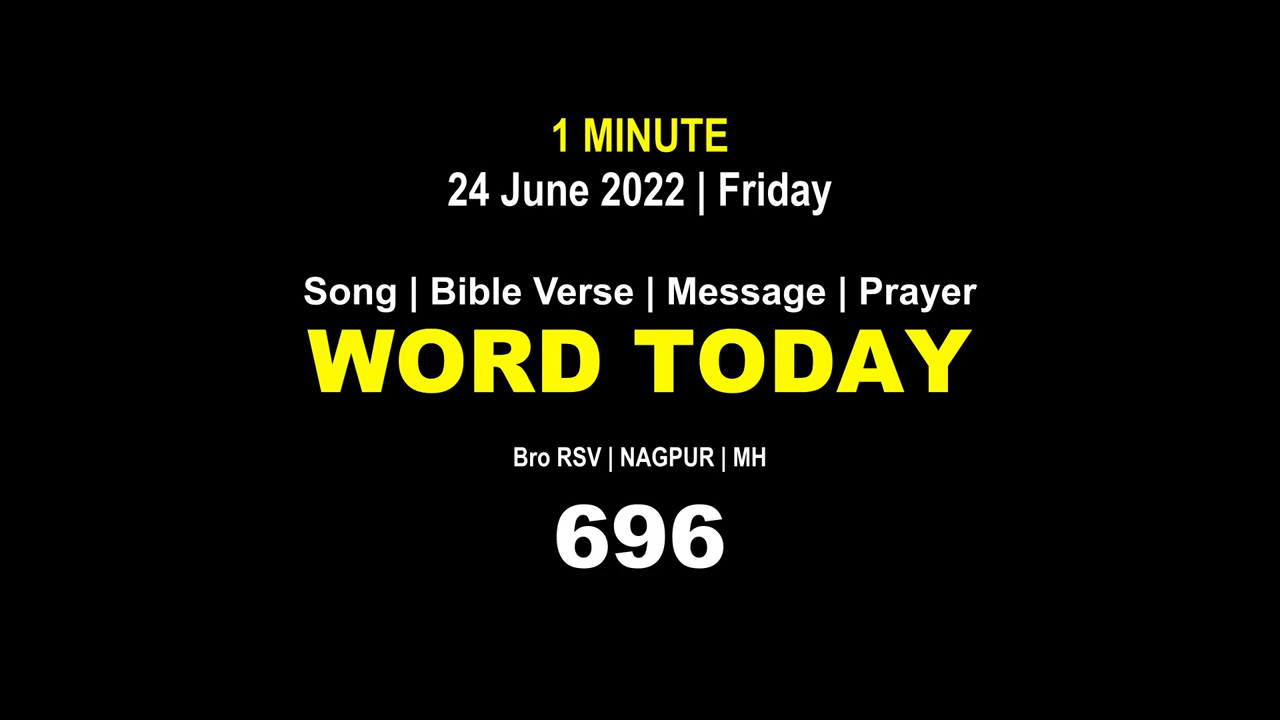 1 MINUTE
24 June 2022 | Friday
Song | Bible Verse | Message | Prayer
WORD TODAY
Bro RSV | NAGPUR | MH
696